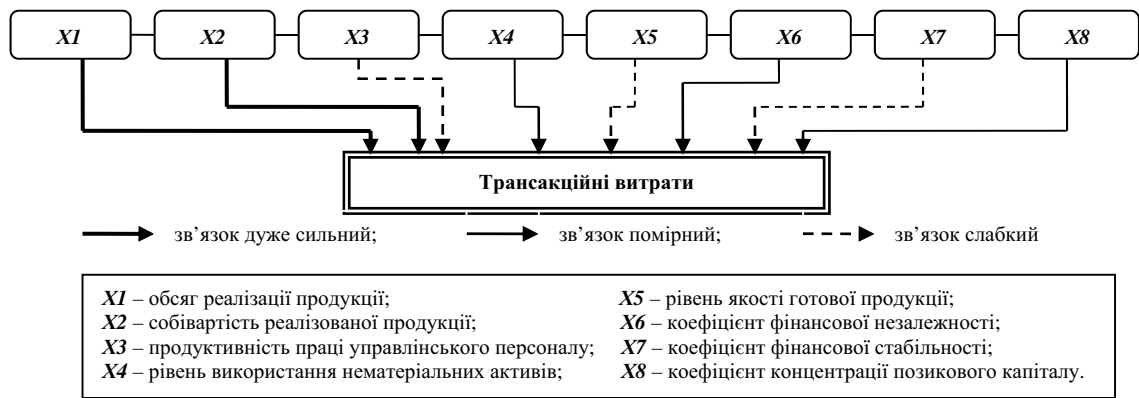 X1 X2 X3 X4 X5 X6 X7 X8
Трансакційні витрати
зв’язок дуже сильний; зв’язок помірний; зв’язок слабкий
X1 – обсяг реалізації продукції;
X2 – собівартість реалізованої продукції;
X3 – продуктивність праці управлінського персоналу;
X4 – рівень використання нематеріальних активів;
X5 – рівень якості готової продукції;
X6 – коефіцієнт фінансової незалежності;
X7 – коефіцієнт фінансової стабільності;
X8 – коефіцієнт концентрації позикового капіталу.